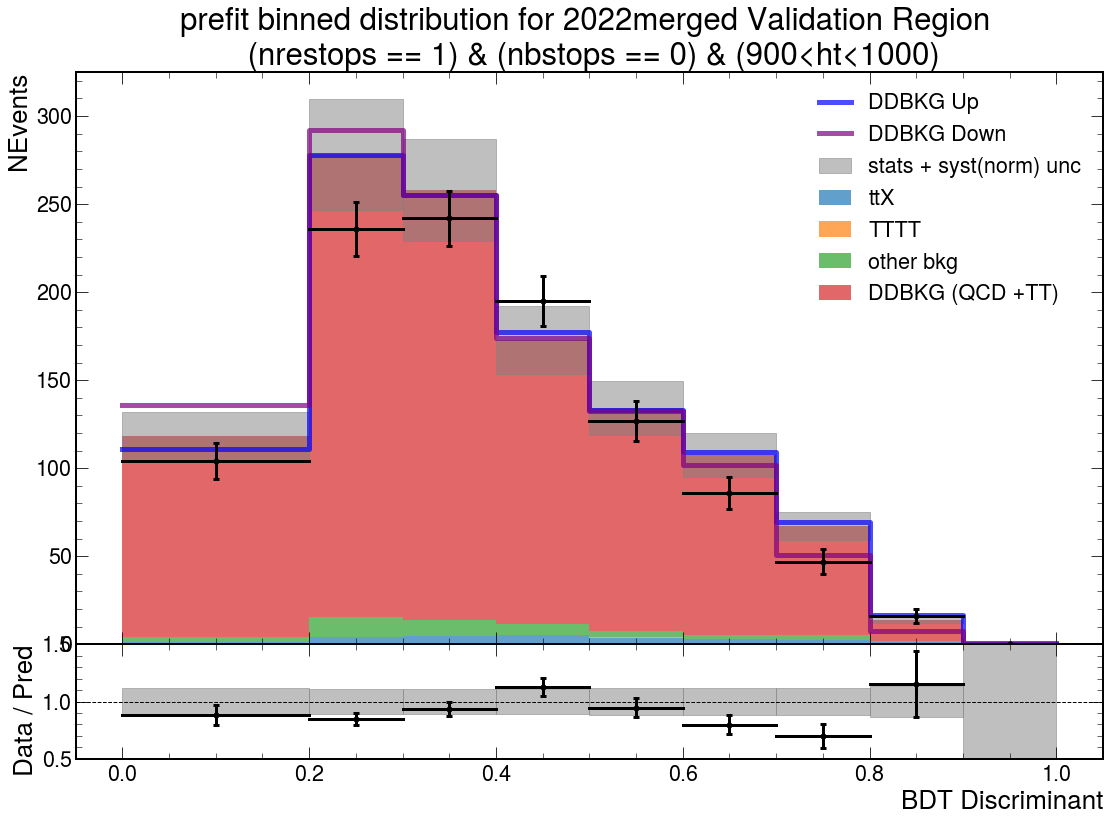 prefit binned distribution for 2022merged Validation Region
(nrestops == 1) & (nbstops == 0) & (900<ht<1000)
NEvents
300
250
200
150
100
50
0
DDBKG Up
DDBKG Down
stats + syst(norm) unc
ttX
TTTT
other bkg
DDBKG (QCD +TT)
Data / Pred
1.5
1.0
0.5
0.0 0.2 0.4 0.6 0.8 1.0
BDT Discriminant